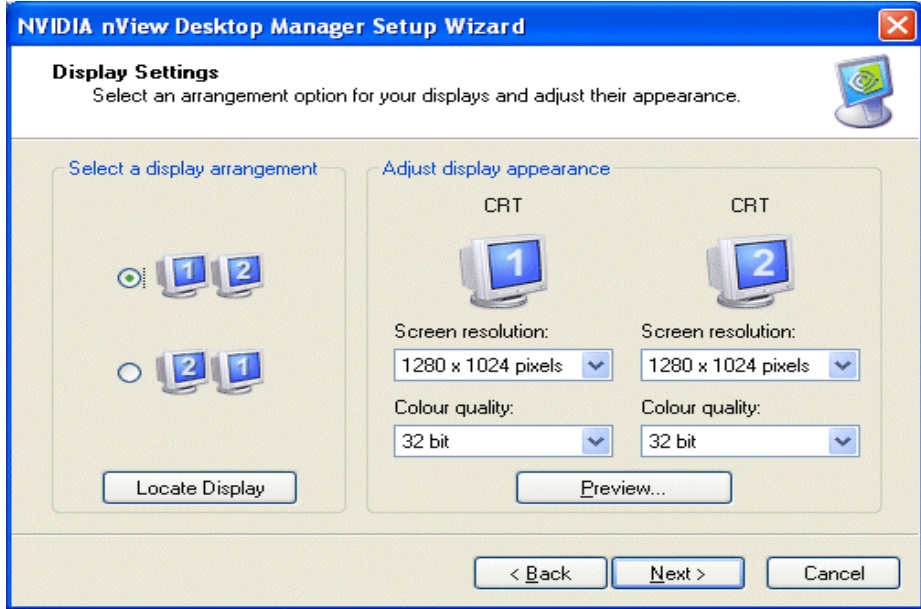 NVIDIA nView Desktop Manager Setup Wizard
Display Settings
Select an arrangement option for your displays and adjust their appearance.
Select a display arrangement
1 2
2 1
Locate Display
Adjust display appearance
CRT CRT
1 2
Screen resolution: Screen resolution:
1280 x 1024 pixels 1280 x 1024 pixels
Colour quality: Colour quality:
32 bit 32 bit
Preview...
< Back Next > Cancel